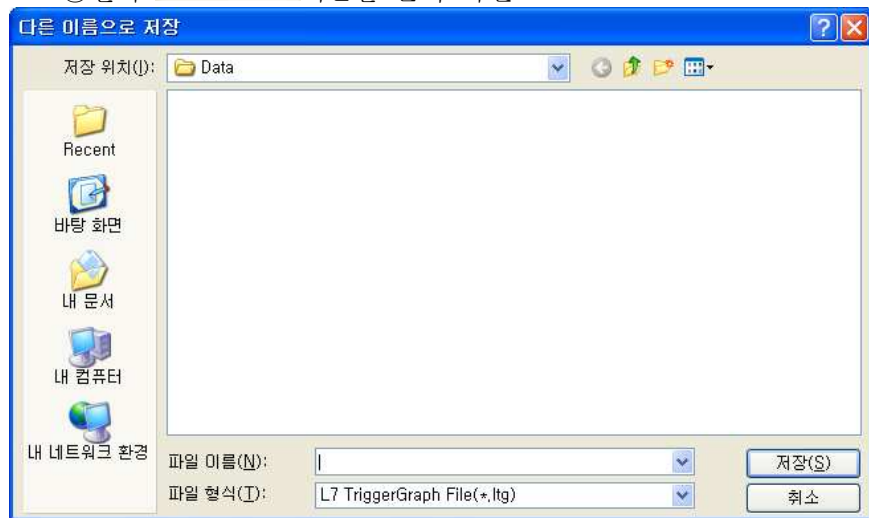 다른 이름으로 저장
저장 위치(I): Data
Recent
바탕 화면
내 문서
내 컴퓨터
내 네트워크 환경
파일 이름(N):
저장(S)
파일 형식(T): L7 TriggerGraph File(*.ltg)
취소